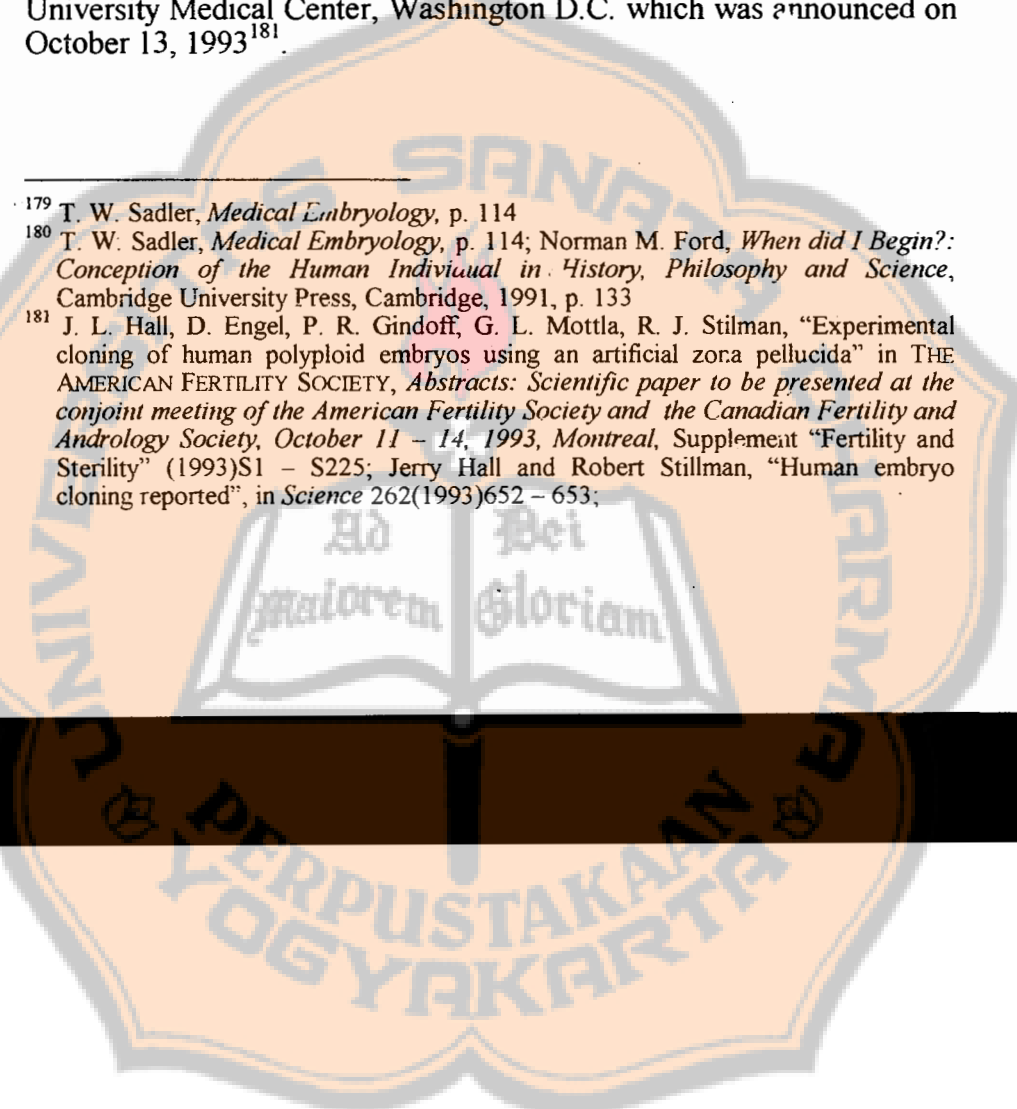 University Medical Center, Washington D.C. which was announced on
October 13, 1993181.
179 T. W. Sadler, Medical Embryology, p. 114
180 T. W. Sadler, Medical Embryology, p. 114; Norman M. Ford, When did I Begin?:
Conception of the Human Individual in History, Philosophy and Science,
Cambridge University Press, Cambridge, 1991, p. 133
181 J. L. Hall, D. Engel, P. R. Gindoff, G. L. Mottla, R. J. Stilman, “Experimental
cloning of human polyploid embryos using an artificial zona pellucida” in THE
AMERICAN FERTILITY SOCIETY, Abstracts: Scientific paper to be presented at the
conjoint meeting of the American Fertility Society and the Canadian Fertility and
Andrology Society, October 11 – 14, 1993, Montreal, Supplement “Fertility and
Sterility” (1993)S1 – S225; Jerry Hall and Robert Stillman, “Human embryo
cloning reported”, in Science 262(1993)652 – 653;
UNIVERSITAS SANATA DHARMA
Ad Dei
maiorem Gloriam
PERPUSTAKAAN
YOGYAKARTA